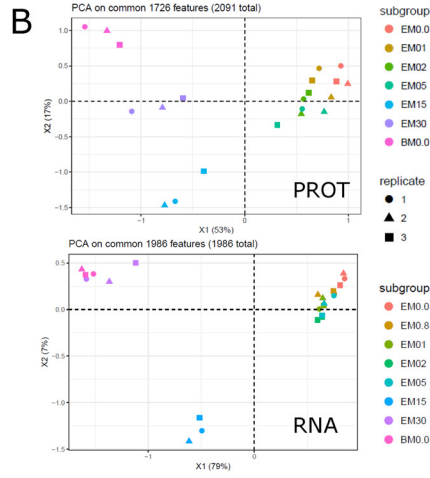 B
PCA on common 1726 features (2091 total)
1.0
0.5
0.0
−0.5
−1.0
−1.5
X2 (17%)
−1
0
1
X1 (53%)
PROT
subgroup
EM0.0
EM01
EM02
EM05
EM15
EM30
BM0.0
replicate
1
2
3
PCA on common 1986 features (1986 total)
0.5
0.0
−0.5
−1.0
−1.5
X2 (7%)
−1
0
X1 (79%)
RNA
subgroup
EM0.0
EM0.8
EM01
EM02
EM05
EM15
EM30
BM0.0